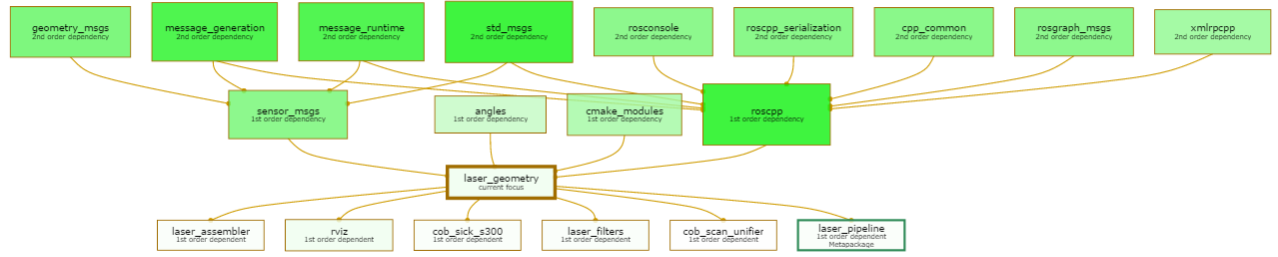 geometry_msgs
2nd order dependency
message_generation
2nd order dependency
message_runtime
2nd order dependency
std_msgs
2nd order dependency
rosconsole
2nd order dependency
roscpp_serialization
2nd order dependency
cpp_common
2nd order dependency
rosgraph_msgs
2nd order dependency
xmlrpcpp
2nd order dependency
sensor_msgs
1st order dependency
angles
1st order dependency
cmake_modules
1st order dependency
roscpp
1st order dependency
laser_geometry
current focus
laser_assembler
1st order dependent
rviz
1st order dependent
cob_sick_s300
1st order dependent
laser_filters
1st order dependent
cob_scan_unifier
1st order dependent
laser_pipeline
1st order dependent
Metapackage